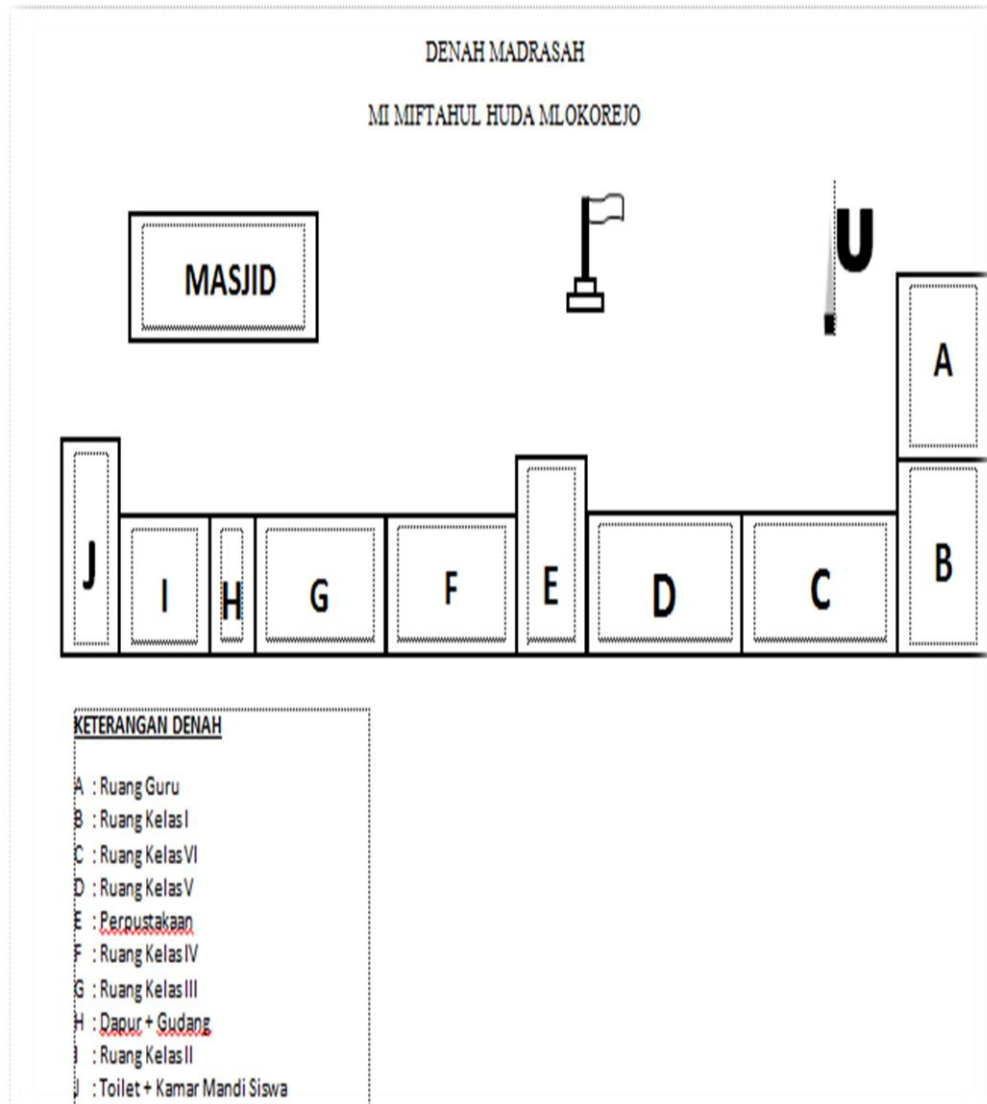 DENAH MADRASAH
MI MIFTAHUL HUDA MLOKOREJO
MASJID
U
A
J
I
H
G
F
E
D
C
B
KETERANGAN DENAH
A : Ruang Guru
B : Ruang Kelas I
C : Ruang Kelas VI
D : Ruang Kelas V
E : Perpustakaan
F : Ruang Kelas IV
G : Ruang Kelas III
H : Dapur + Gudang
I : Ruang Kelas II
J : Toilet + Kamar Mandi Siswa